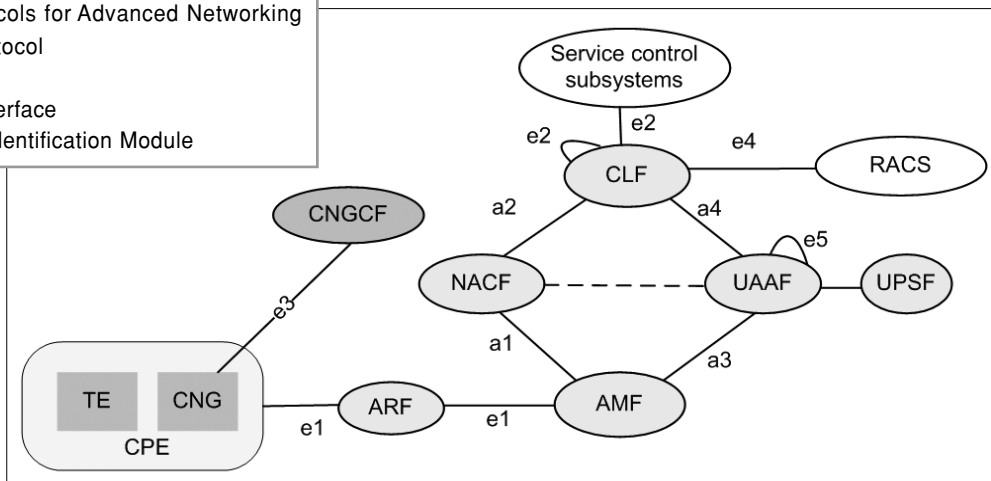 cols for Advanced Networking
tocol
erface
dentification Module
Service control
subsystems
e2
e2
e4
CLF
RACS
CNGCF
a2
a4
e5
NACF
UAAF
UPSF
e3
a1
a3
TE
CNG
ARF
AMF
e1
e1
CPE